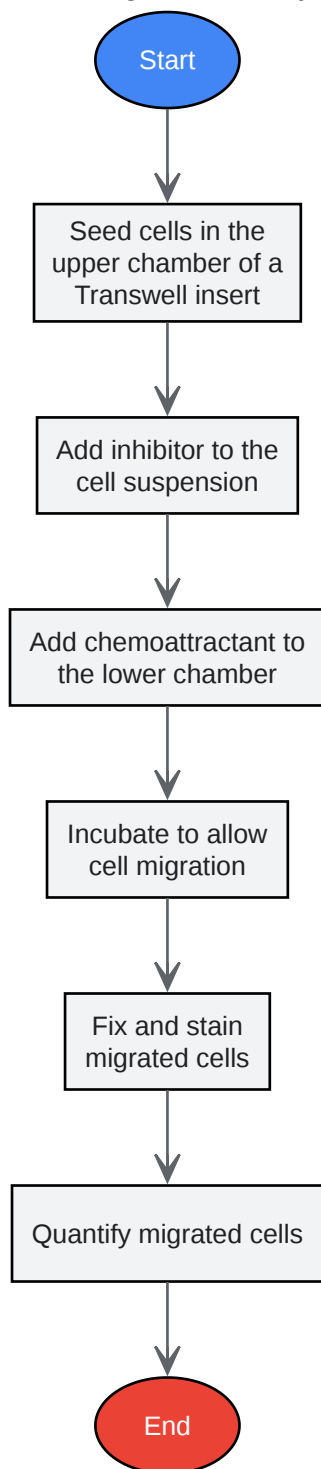 Start
Seed cells in the
upper chamber of a
Transwell insert
Add inhibitor to the
cell suspension
Add chemoattractant to
the lower chamber
Incubate to allow
cell migration
Fix and stain
migrated cells
Quantify migrated cells
End